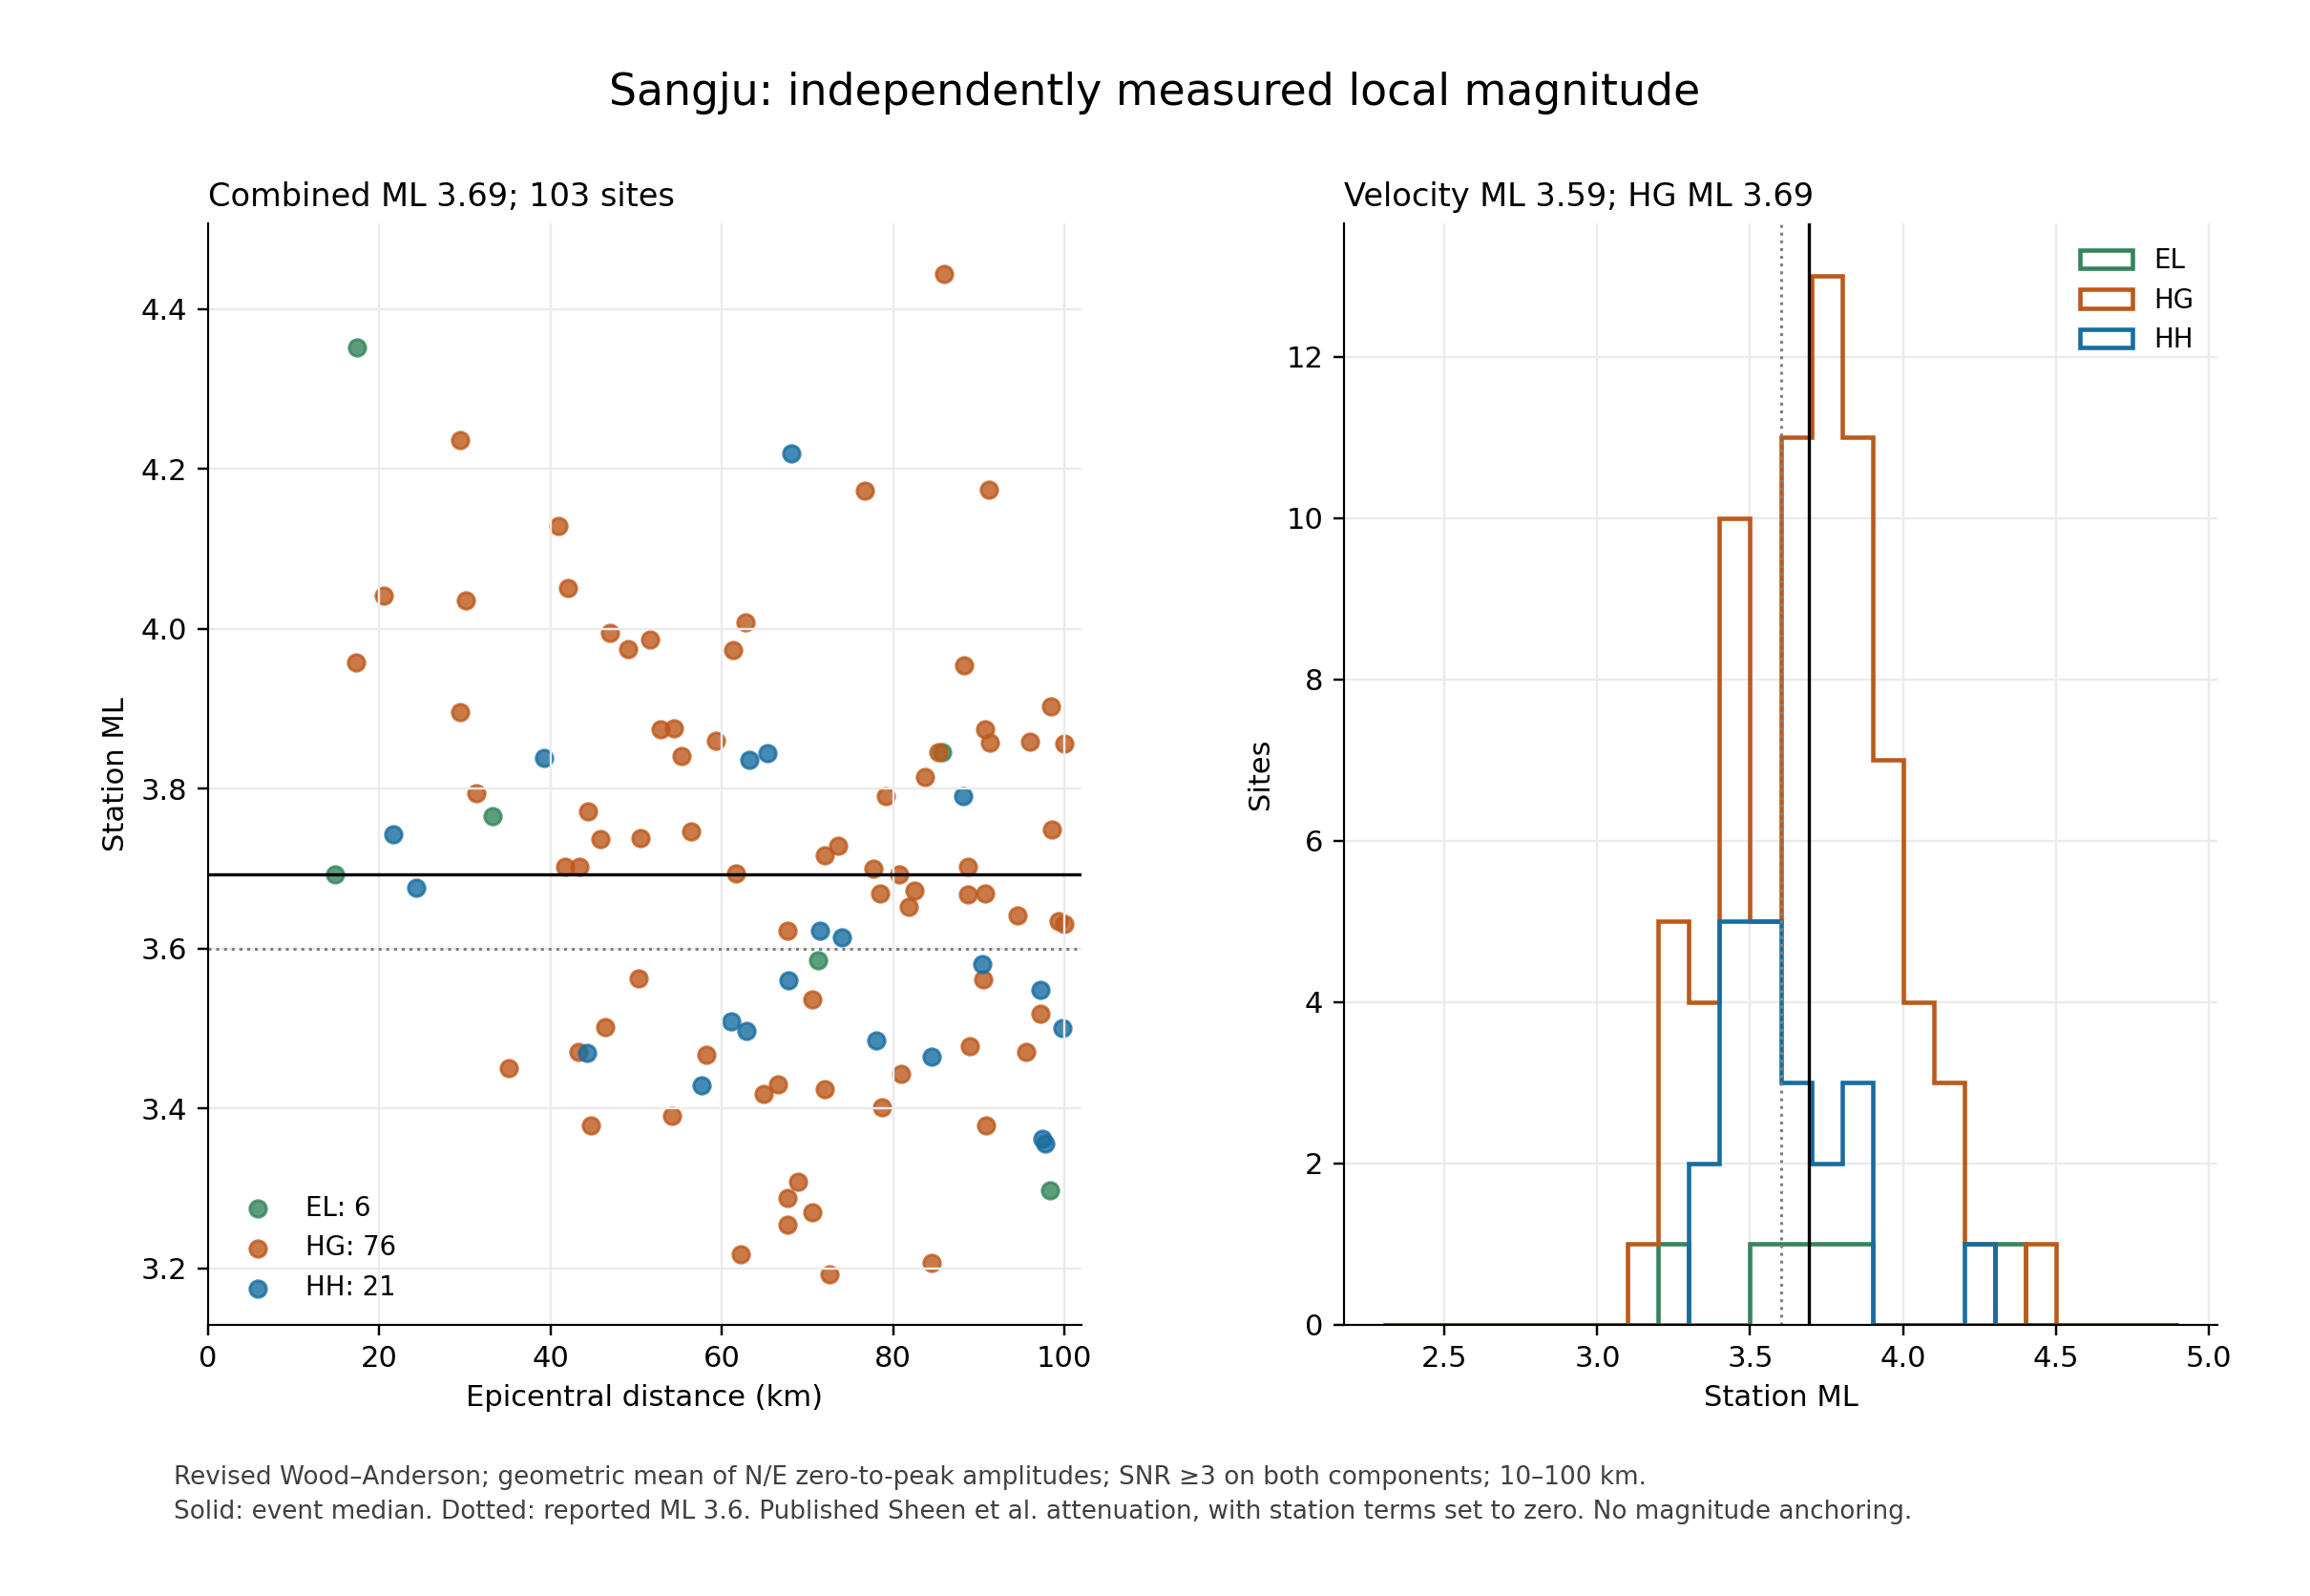 Sangju: independently measured local magnitude
Combined ML 3.69; 103 sites
4.4
4.2
4.0
3.8
3.6
3.4
3.2
Station ML
EL: 6
HG: 76
HH: 21
0 20 40 60 80 100
Epicentral distance (km)
Velocity ML 3.59; HG ML 3.69
EL
HG
HH
12
10
8
6
4
2
0
Sites
2.5 3.0 3.5 4.0 4.5 5.0
Station ML
Revised Wood–Anderson; geometric mean of N/E zero-to-peak amplitudes; SNR ≥3 on both components; 10–100 km.
Solid: event median. Dotted: reported ML 3.6. Published Sheen et al. attenuation, with station terms set to zero. No magnitude anchoring.